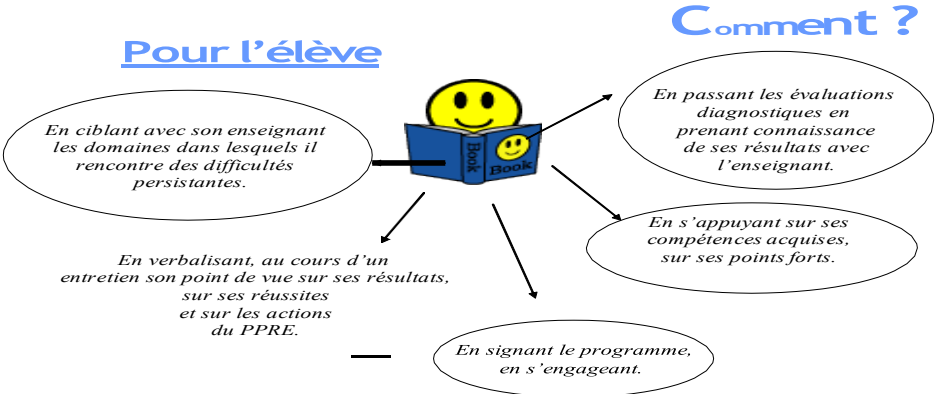 Pour l’élève
Comment ?
En ciblant avec son enseignant
les domaines dans lesquels il
rencontre des difficultés
persistantes.
Book
Book
En passant les évaluations
diagnostiques en
prenant connaissance
de ses résultats avec
l’enseignant.
En s’appuyant sur ses
compétences acquises,
sur ses points forts.
En verbalisant, au cours d’un
entretien son point de vue sur ses résultats,
sur ses réussites
et sur les actions
du PPRE.
En signant le programme,
en s’engageant.